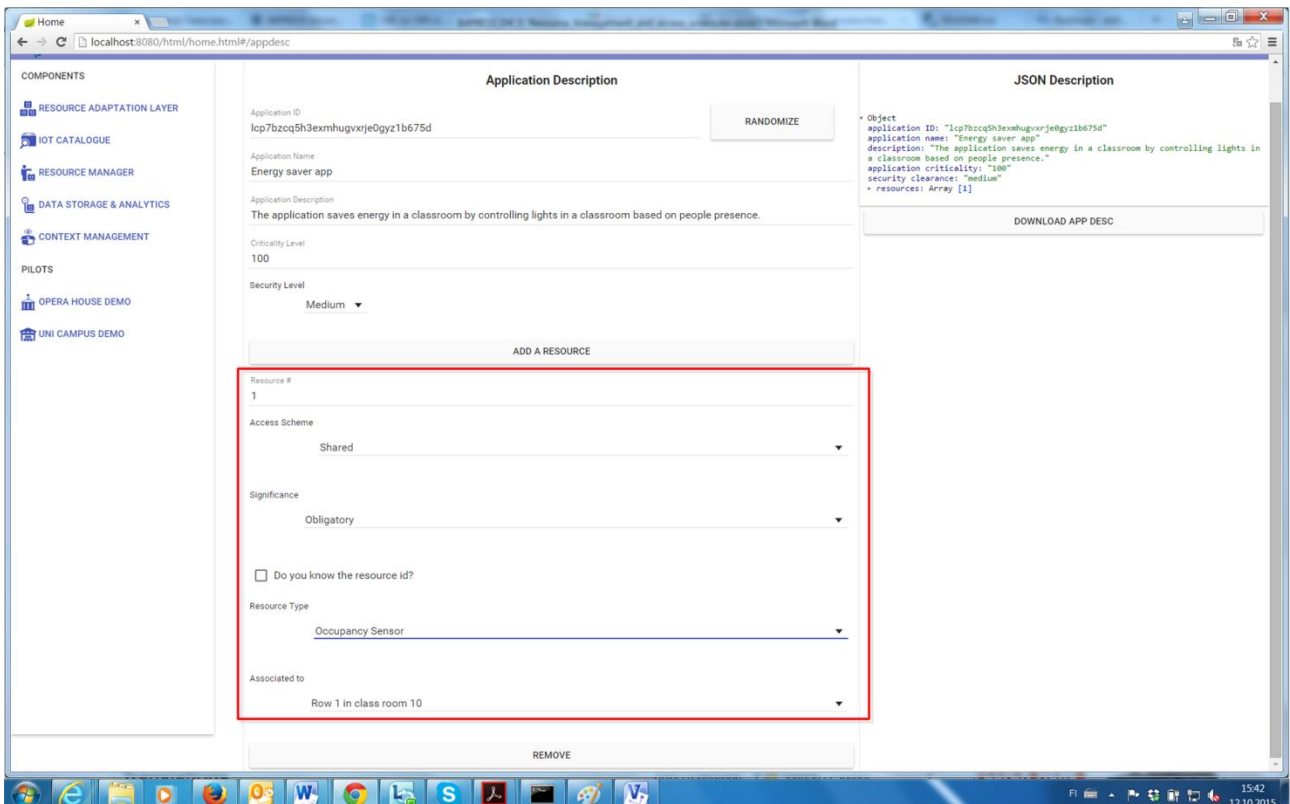 Home
localhost:8080/html/home.html#/appdesc
COMPONENTS
RESOURCE ADAPTATION LAYER
IOT CATALOGUE
RESOURCE MANAGER
DATA STORAGE & ANALYTICS
CONTEXT MANAGEMENT
PILOTS
OPERA HOUSE DEMO
UNI CAMPUS DEMO
Application Description
Application ID
lcp7bzcq5h3exmhugvxrje0gyz1b675d
RANDOMIZE
Application Name
Energy saver app
Application Description
The application saves energy in a classroom by controlling lights in a classroom based on people presence.
Criticality Level
100
Security Level
Medium
ADD A RESOURCE
Resource #
1
Access Scheme
Shared
Significance
Obligatory
Do you know the resource id?
Resource Type
Occupancy Sensor
Associated to
Row 1 in class room 10
REMOVE
JSON Description
Object
application ID: "lcp7bzcq5h3exmhugvxrje0gyz1b675d"
application name: "Energy saver app"
description: "The application saves energy in a classroom by controlling lights in
a classroom based on people presence."
application criticality: "100"
security clearance: "medium"
resources: Array [1]
DOWNLOAD APP DESC
FI
15:42
12.10.2015